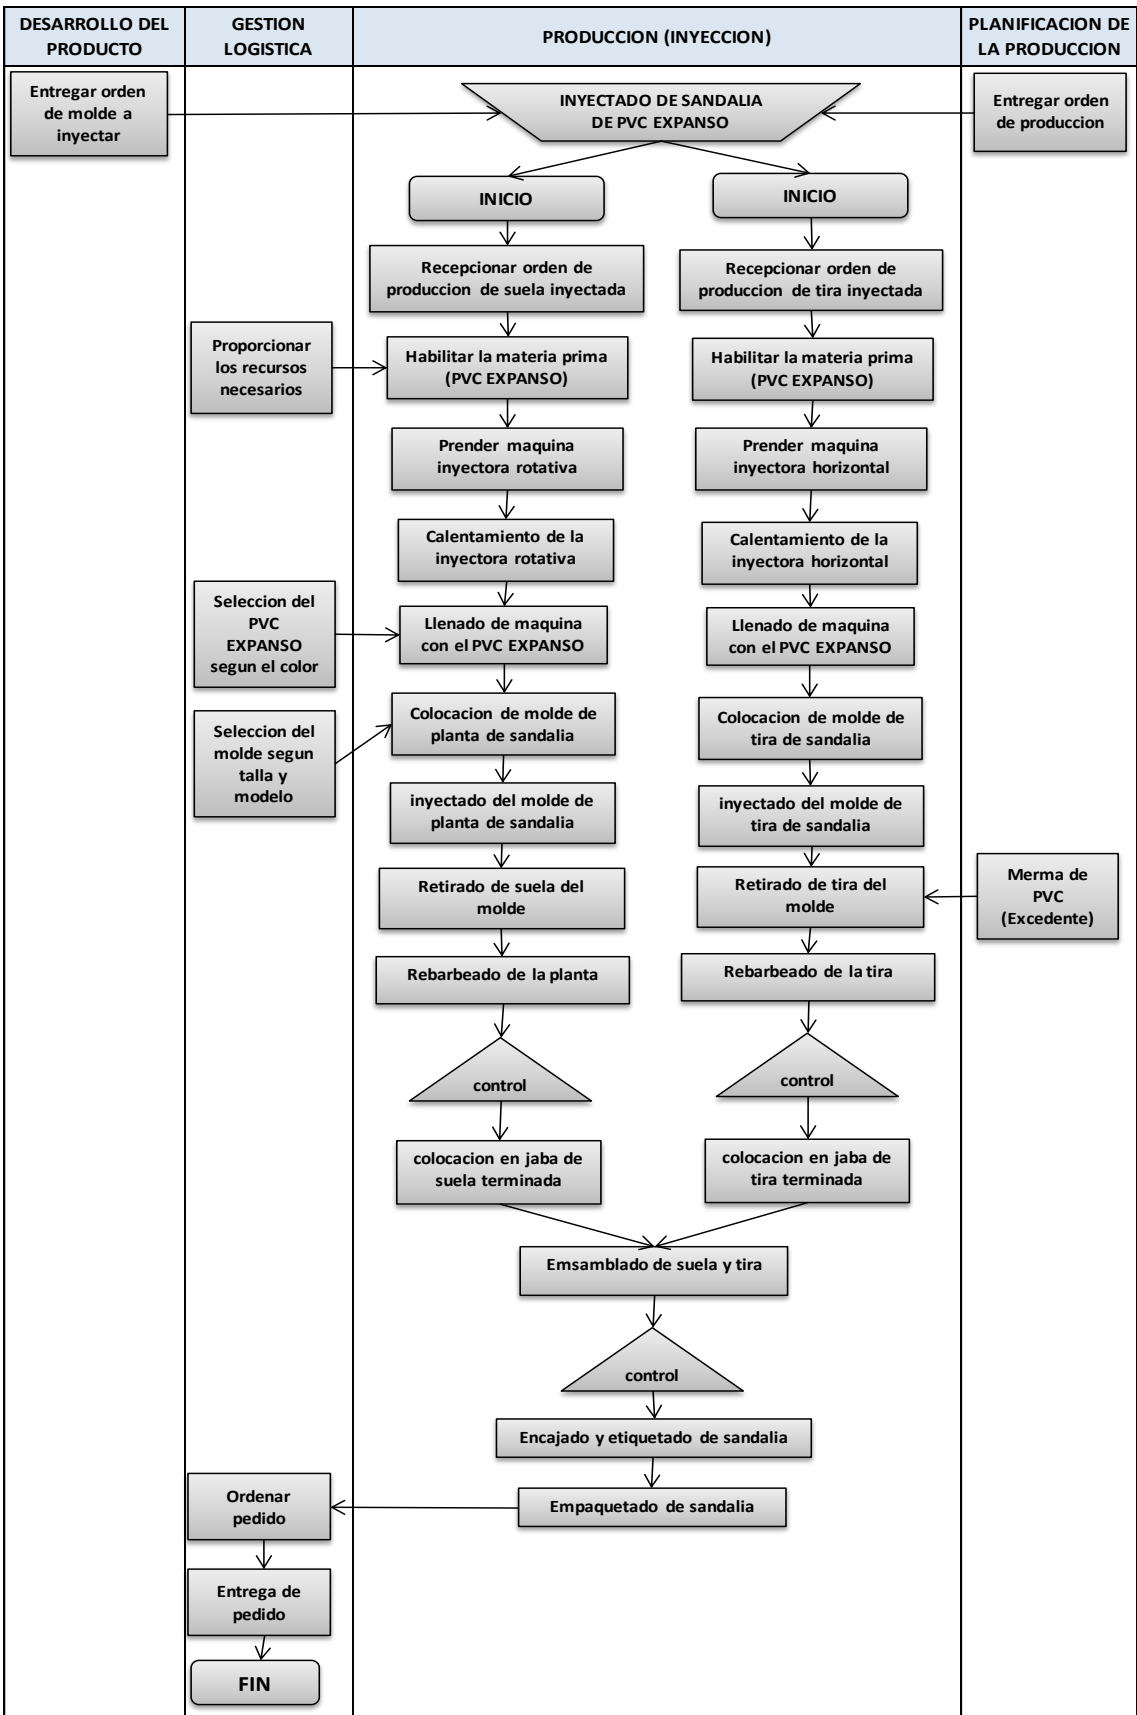 DESARROLLO DEL
PRODUCTO
GESTION
LOGISTICA
PRODUCCION (INYECCION)
PLANIFICACION DE
LA PRODUCCION
Entregar orden
de molde a
inyectar
INYECTADO DE SANDALIA
DE PVC EXPANSO
Entregar orden
de produccion
INICIO
INICIO
Recepcionar orden de
produccion de suela inyectada
Recepcionar orden de
produccion de tira inyectada
Proporcionar
los recursos
necesarios
Habilitar la materia prima
(PVC EXPANSO)
Habilitar la materia prima
(PVC EXPANSO)
Prender maquina
inyectora rotativa
Prender maquina
inyectora horizontal
Calentamiento de la
inyectora rotativa
Calentamiento de la
inyectora horizontal
Seleccion del
PVC
EXPANSO
segun el color
Llenado de maquina
con el PVC EXPANSO
Llenado de maquina
con el PVC EXPANSO
Seleccion del
molde segun
talla y
modelo
Colocacion de molde de
planta de sandalia
Colocacion de molde de
tira de sandalia
inyectado del molde de
planta de sandalia
inyectado del molde de
tira de sandalia
Retirado de suela del
molde
Retirado de tira del
molde
Merma de
PVC
(Excedente)
Rebarbeado de la planta
Rebarbeado de la tira
control
control
colocacion en jaba de
suela terminada
colocacion en jaba de
tira terminada
Emsamblado de suela y tira
control
Encajado y etiquetado de sandalia
Empaquetado de sandalia
Ordenar
pedido
Entrega de
pedido
FIN